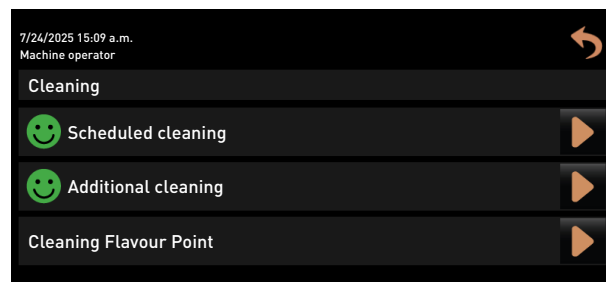 7/24/2025 15:09 a.m.
Machine operator
Cleaning
Scheduled cleaning
Additional cleaning
Cleaning Flavour Point